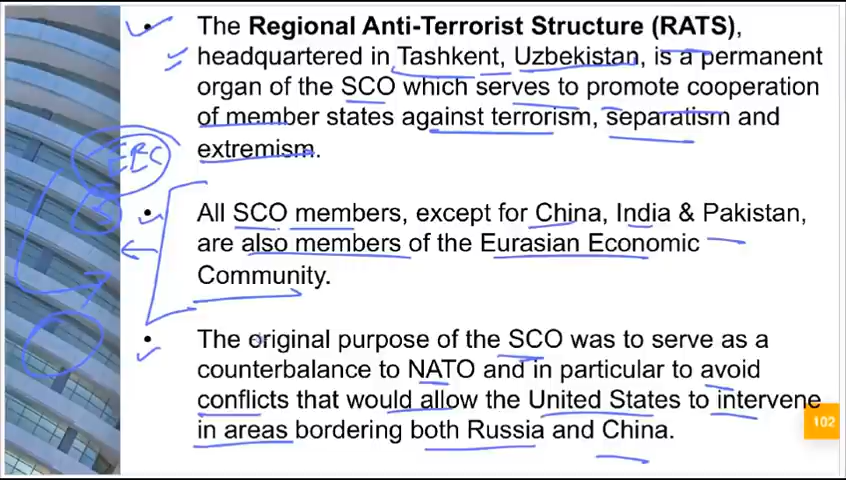 • The Regional Anti-Terrorist Structure (RATS),
headquartered in Tashkent, Uzbekistan, is a permanent
organ of the SCO which serves to promote cooperation
of member states against terrorism, separatism and
extremism.
• All SCO members, except for China, India & Pakistan,
are also members of the Eurasian Economic
Community.
• The original purpose of the SCO was to serve as a
counterbalance to NATO and in particular to avoid
conflicts that would allow the United States to intervene
in areas bordering both Russia and China.
102